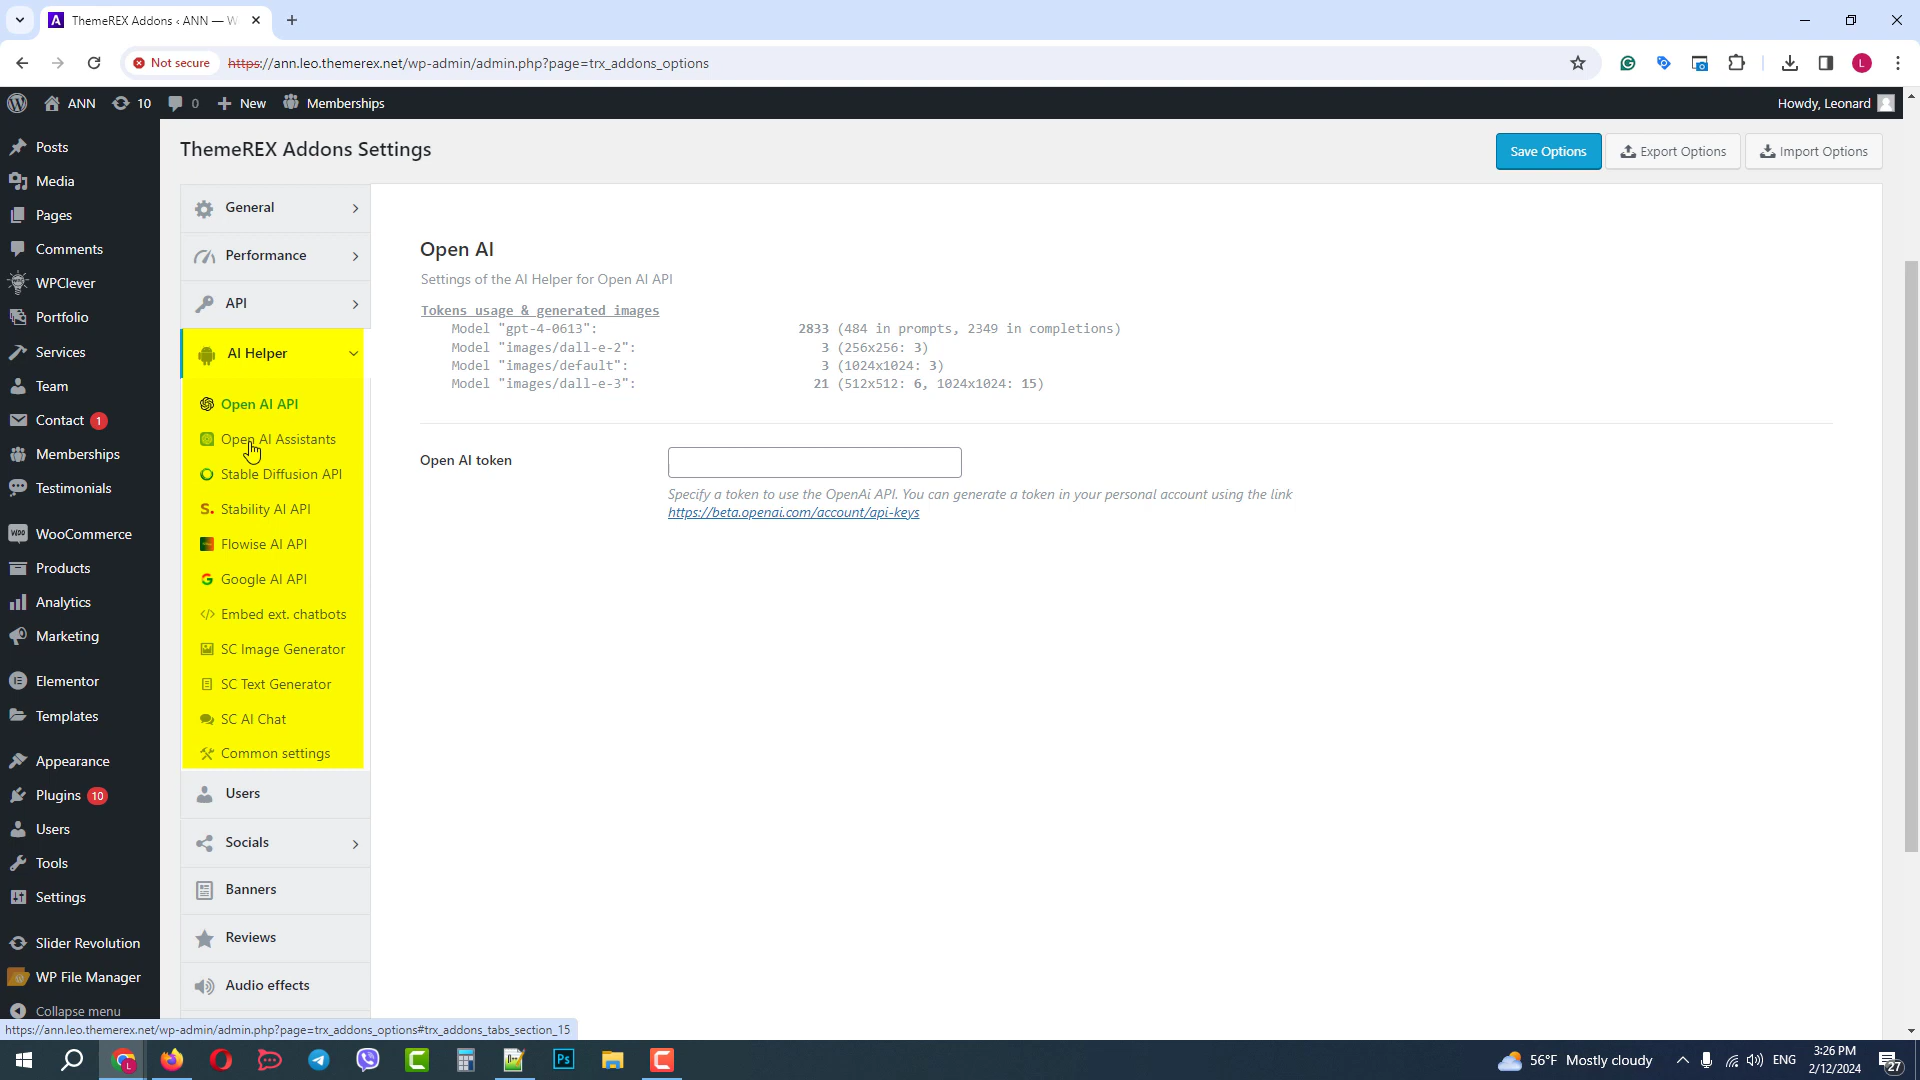 ThemeREX Addons ‹ ANN — W
Not secure
https://ann.leo.themerex.net/wp-admin/admin.php?page=trx_addons_options
L
ANN
10
0
New
Memberships
Howdy, Leonard
Posts
Media
Pages
Comments
WPClever
Portfolio
Services
Team
Contact 1
Memberships
Testimonials
WooCommerce
Products
Analytics
Marketing
Elementor
Templates
Appearance
Plugins 10
Users
Tools
Settings
Slider Revolution
WP File Manager
Collapse menu
ThemeREX Addons Settings
Save Options
Export Options
Import Options
General
Performance
API
AI Helper
Open AI API
Open AI Assistants
Stable Diffusion API
Stability AI API
Flowise AI API
Google AI API
Embed ext. chatbots
SC Image Generator
SC Text Generator
SC AI Chat
Common settings
Users
Socials
Banners
Reviews
Audio effects
Open AI
Settings of the AI Helper for Open AI API
Tokens usage & generated images
Model "gpt-4-0613": 2833 (484 in prompts, 2349 in completions)
Model "images/dall-e-2": 3 (256x256: 3)
Model "images/default": 3 (1024x1024: 3)
Model "images/dall-e-3": 21 (512x512: 6, 1024x1024: 15)
Open AI token
Specify a token to use the OpenAi API. You can generate a token in your personal account using the link
https://beta.openai.com/account/api-keys
https://ann.leo.themerex.net/wp-admin/admin.php?page=trx_addons_options#trx_addons_tabs_section_15
56°F Mostly cloudy
ENG
3:26 PM
2/12/2024
27